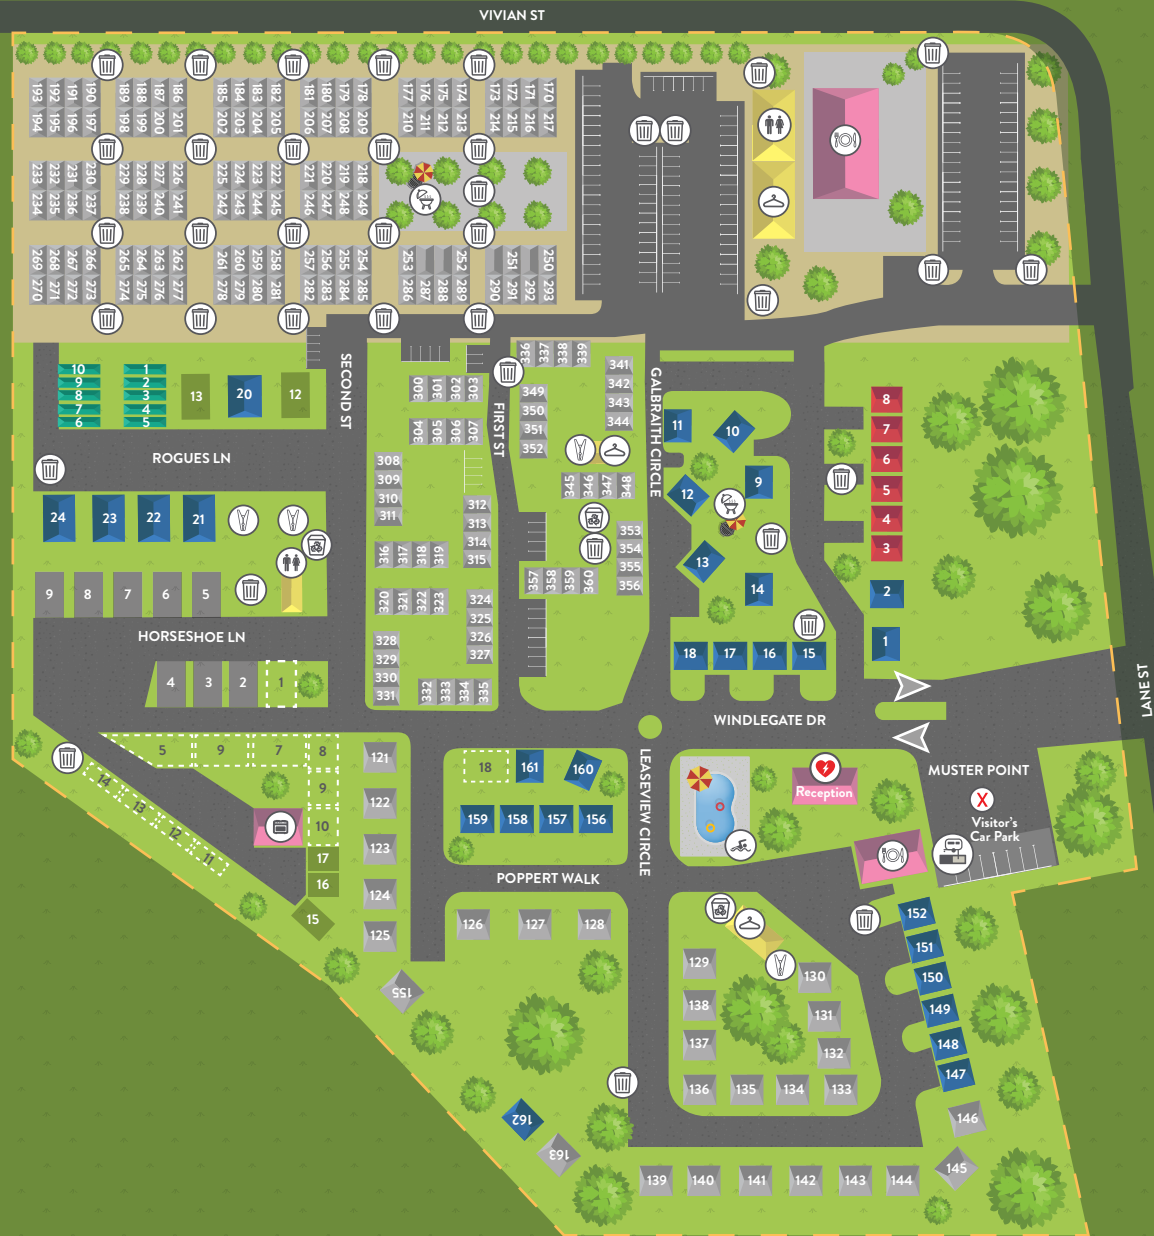 VIVIAN ST
193 192 191 190 189 188 187 186 185 184 183 182 181 180 179 178 177 176 175 174 173 172 171 170
194 195 196 197 198 199 200 201 202 203 204 205 206 207 208 209 210 211 212 213 214 215 216 217
233 232 231 230 229 228 227 226 225 224 223 222 221 220 219 218
234 235 236 237 238 239 240 241 242 243 244 245 246 247 248 249
269 268 267 266 265 264 263 262 261 260 259 258 257 256 255 254 253 252 251 250
270 271 272 273 274 275 276 277 278 279 280 281 282 283 284 285 286 287 288 289 290 291 292 293
10 1
9 2
8 3
7 4
6 5
13 20 12
SECOND ST
ROGUES LN
24 23 22 21
9 8 7 6 5
HORSESHOE LN
4 3 2 1
300 301 302 303
304 305 306 307
308
309
310
311
312
313
314
315
316 317 318 319
320 321 322 323
324
325
326
327
328
329
330
331
332 333 334 335
FIRST ST
336 337 338 339
341
342
343
344
349
350
351
352
345 346 347 348
353
354
355
356
357 358 359 360
GALBRAITH CIRCLE
11 10
12 9
13 14
18 17 16 15
8
7
6
5
4
3
2
1
LANE ST
WINDLEGATE DR
5 9 7 8
9
10
14
13
12
11
17
16
15
121
122
123
124
125
155
18 161 160
159 158 157 156
POPPERT WALK
LEASEVIEW CIRCLE
126 127 128
Reception
MUSTER POINT
X
Visitor's
Car Park
129 130
138 131
137 132
136 135 134 133
152
151
150
149
148
147
146
145
162
163
139 140 141 142 143 144